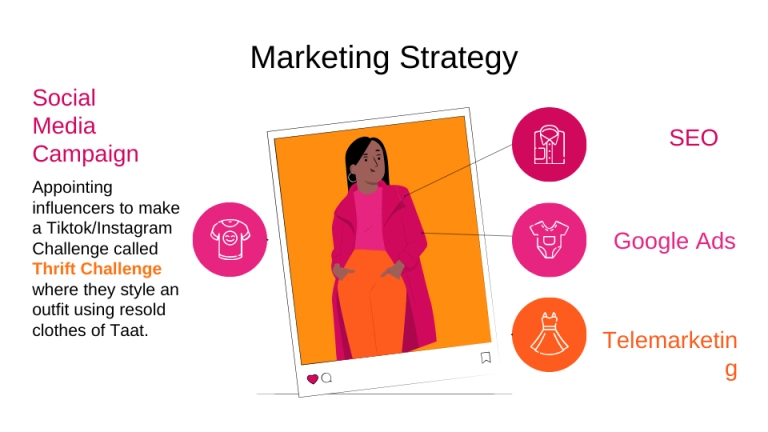 Marketing Strategy
Social
Media
Campaign
Appointing
influencers to make
a Tiktok/Instagram
Challenge called
Thrift Challenge
where they style an
outfit using resold
clothes of Taat.
SEO
Google Ads
Telemarketin
g